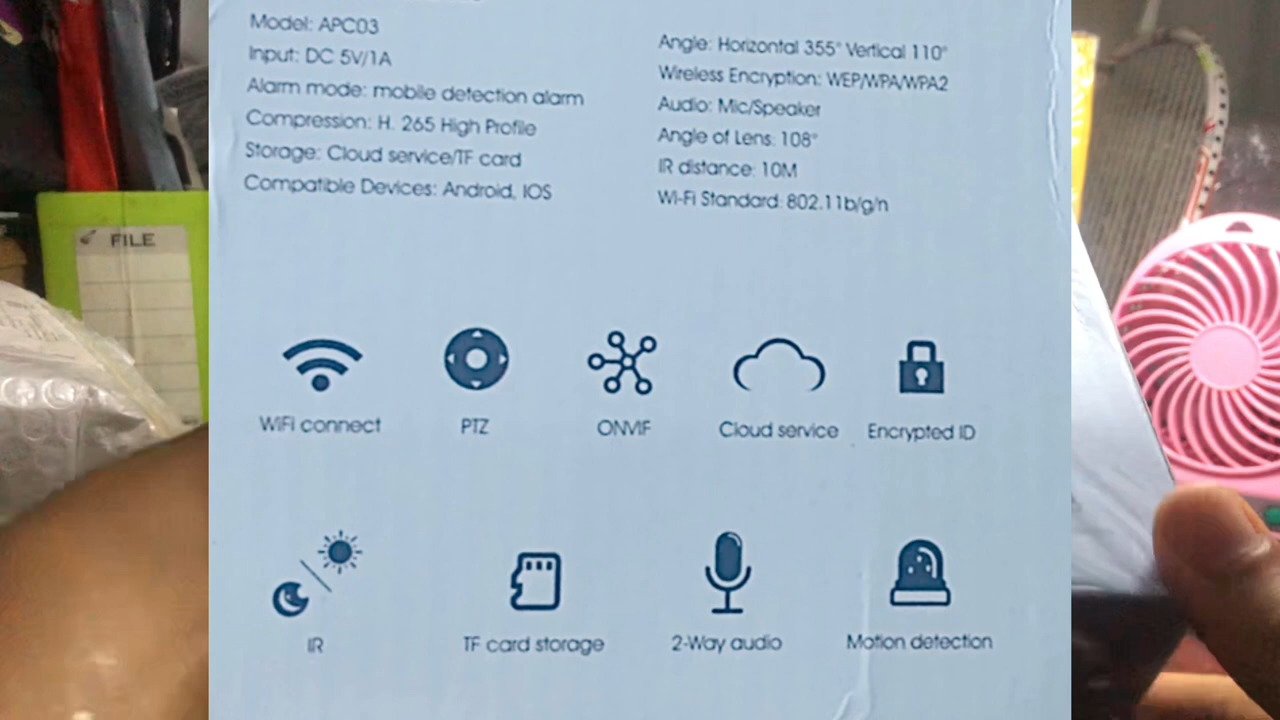 Model: APC03
Input: DC 5V/1A
Alarm mode: mobile detection alarm
Compression: H. 265 High Profile
Storage: Cloud service/TF card
Compatible Devices: Android, IOS
Angle: Horizontal 355° Vertical 110°
Wireless Encryption: WEP/WPA/WPA2
Audio: Mic/Speaker
Angle of Lens: 108°
IR distance: 10M
Wi-Fi Standard: 802.11b/g/n
FILE
WiFi connect
PTZ
ONVIF
Cloud service
Encrypted ID
IR
TF card storage
2-Way audio
Motion detection